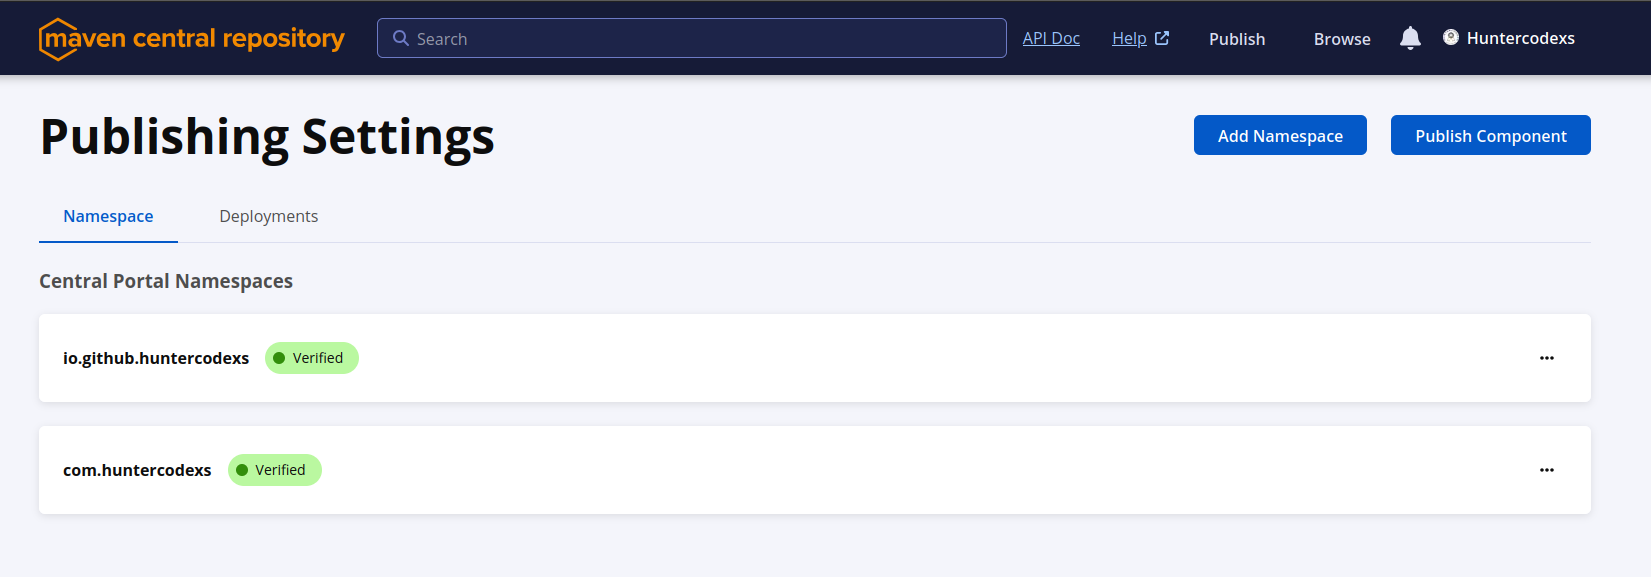 maven central repository Search API Doc Help Publish Browse Huntercodexs
Publishing Settings Add Namespace Publish Component
Namespace Deployments
Central Portal Namespaces
io.github.huntercodexs Verified ...
com.huntercodexs Verified ...